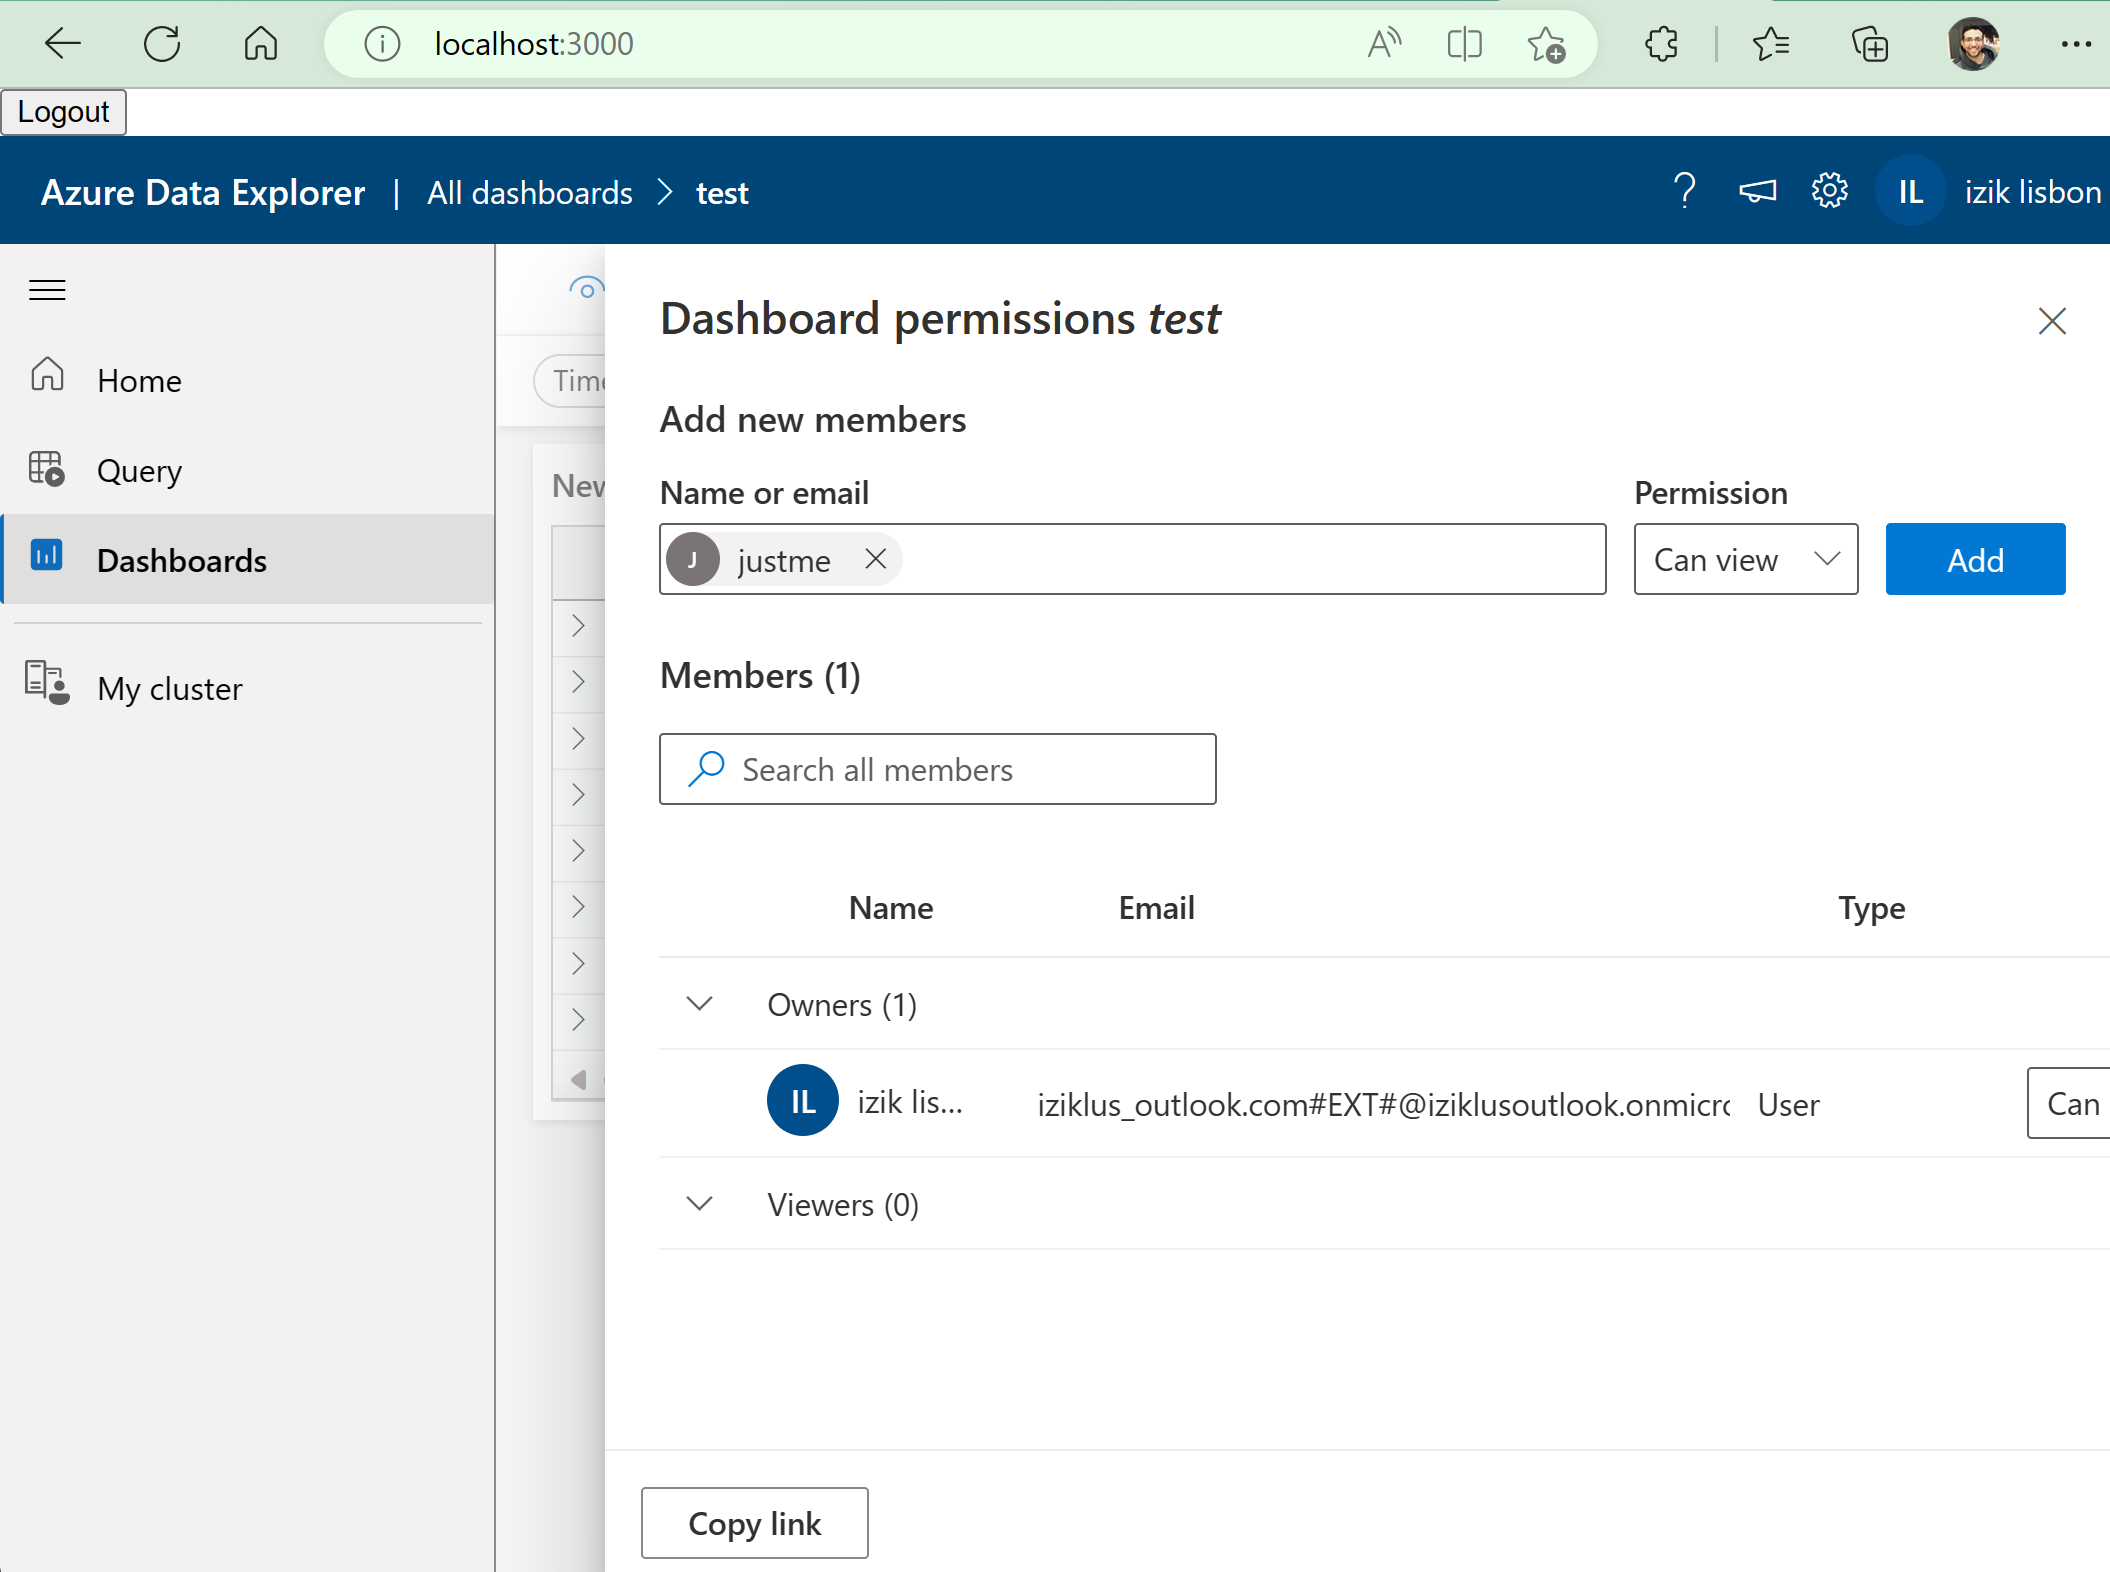 localhost:3000
Logout
Azure Data Explorer | All dashboards > test
IL izik lisbon
Home
Query
Dashboards
My cluster
Dashboard permissions test
Add new members
Name or email
Permission
J justme
Can view
Add
Members (1)
Search all members
Name Email Type
Owners (1)
IL izik lis... iziklus_outlook.com#EXT#@iziklusoutlook.onmicro User Can
Viewers (0)
Copy link
Time
New